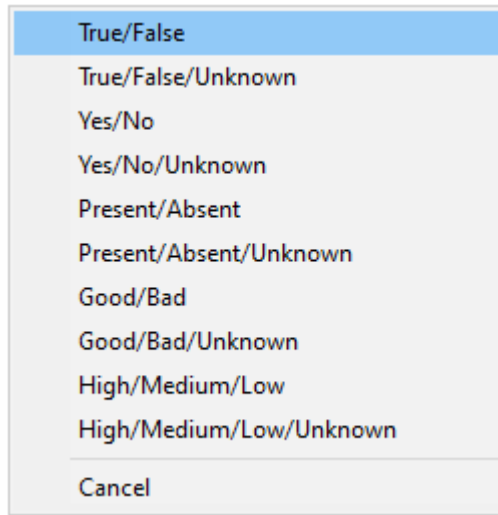 True/False
True/False/Unknown
Yes/No
Yes/No/Unknown
Present/Absent
Present/Absent/Unknown
Good/Bad
Good/Bad/Unknown
High/Medium/Low
High/Medium/Low/Unknown
Cancel